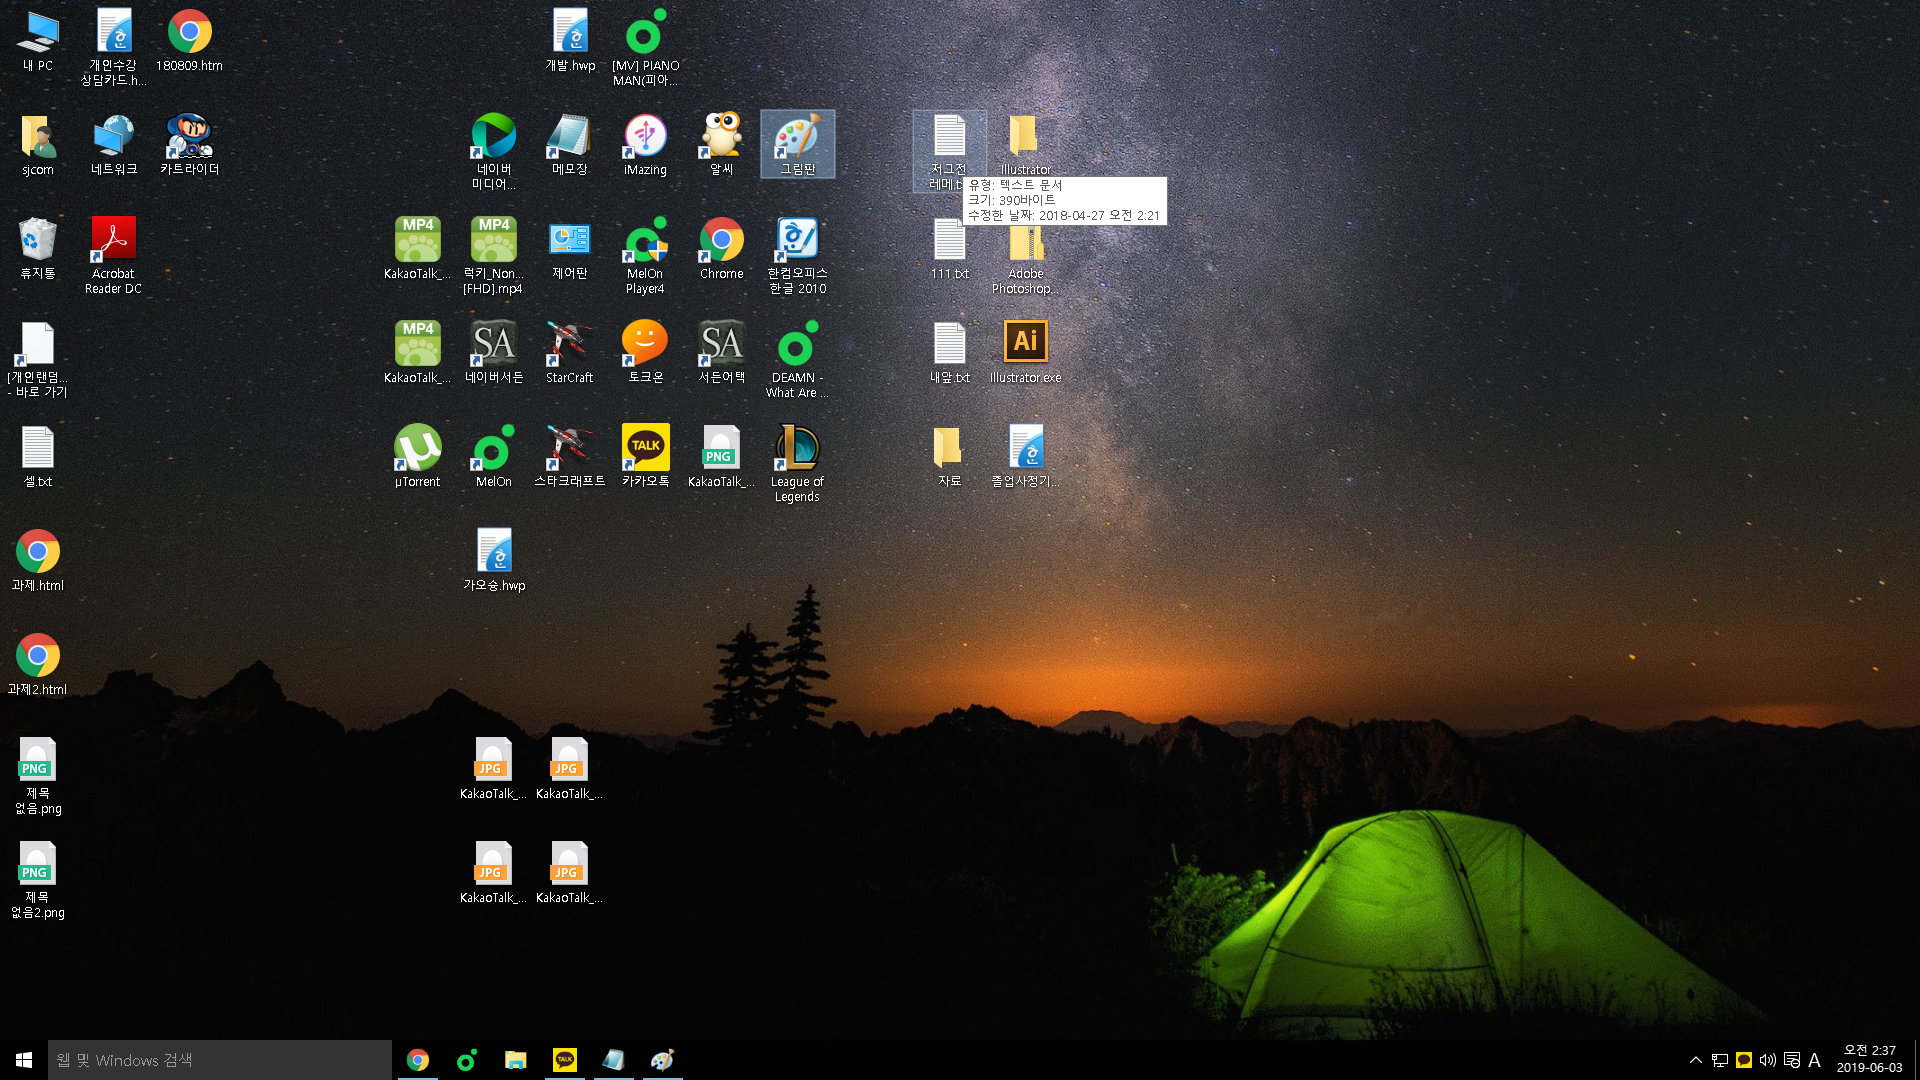 내 PC
개인수강
상담카드.h...
180809.htm
개발.hwp
[MV] PIANO
MAN(피아...
sjcom
네트워크
카트라이더
네이버
미디어...
메모장
iMazing
알씨
그림판
저그전
레메.t...
Illustrator
유형: 텍스트 문서
크기: 390바이트
수정한 날짜: 2018-04-27 오전 2:21
휴지통
Acrobat
Reader DC
MP4
KakaoTalk_...
MP4
럭키_Non...
[FHD].mp4
제어판
MelOn
Player4
Chrome
한컴오피스
한글 2010
111.txt
Adobe
Photoshop...
[개인랜덤...
- 바로 가기
MP4
KakaoTalk_...
SA
네이버서든
StarCraft
토크온
SA
서든어택
DEAMN -
What Are ...
내앞.txt
Ai
Illustrator.exe
셀.txt
µTorrent
MelOn
스타크래프트
TALK
카카오톡
PNG
KakaoTalk_...
League of
Legends
자료
졸업사정기...
과제.html
가오슝.hwp
과제2.html
PNG
제목
없음.png
JPG
KakaoTalk_...
JPG
KakaoTalk_...
PNG
제목
없음2.png
JPG
KakaoTalk_...
JPG
KakaoTalk_...
웹 및 Windows 검색
TALK
A
오전 2:37
2019-06-03